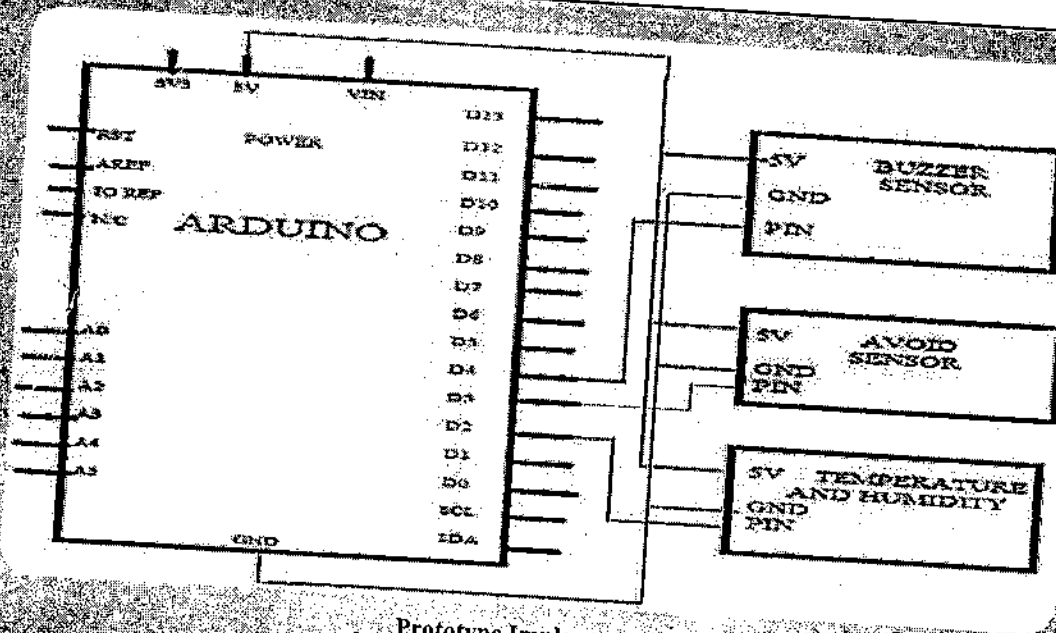 5V
VIN
POWER
RST
AREF
IO REF
NC
ARDUINO
A0
A1
A2
A3
A4
A5
D13
D12
D11
D10
D9
D8
D7
D6
D5
D4
D3
D2
D1
D0
SCL
SDA
GND
5V
BUZZER
SENSOR
GND
PIN
5V
AVOID
SENSOR
GND
PIN
5V
TEMPERATURE
AND HUMIDITY
GND
PIN
Prototype